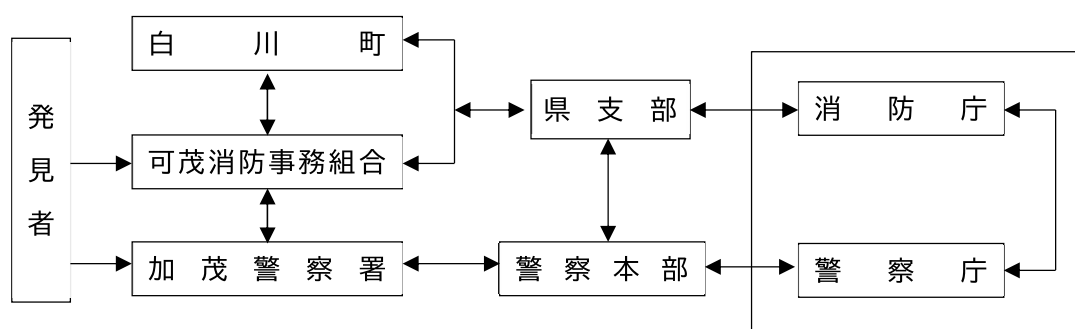 発見者
白川町
可茂消防事務組合
加茂警察署
県支部
警察本部
消防庁
警察庁